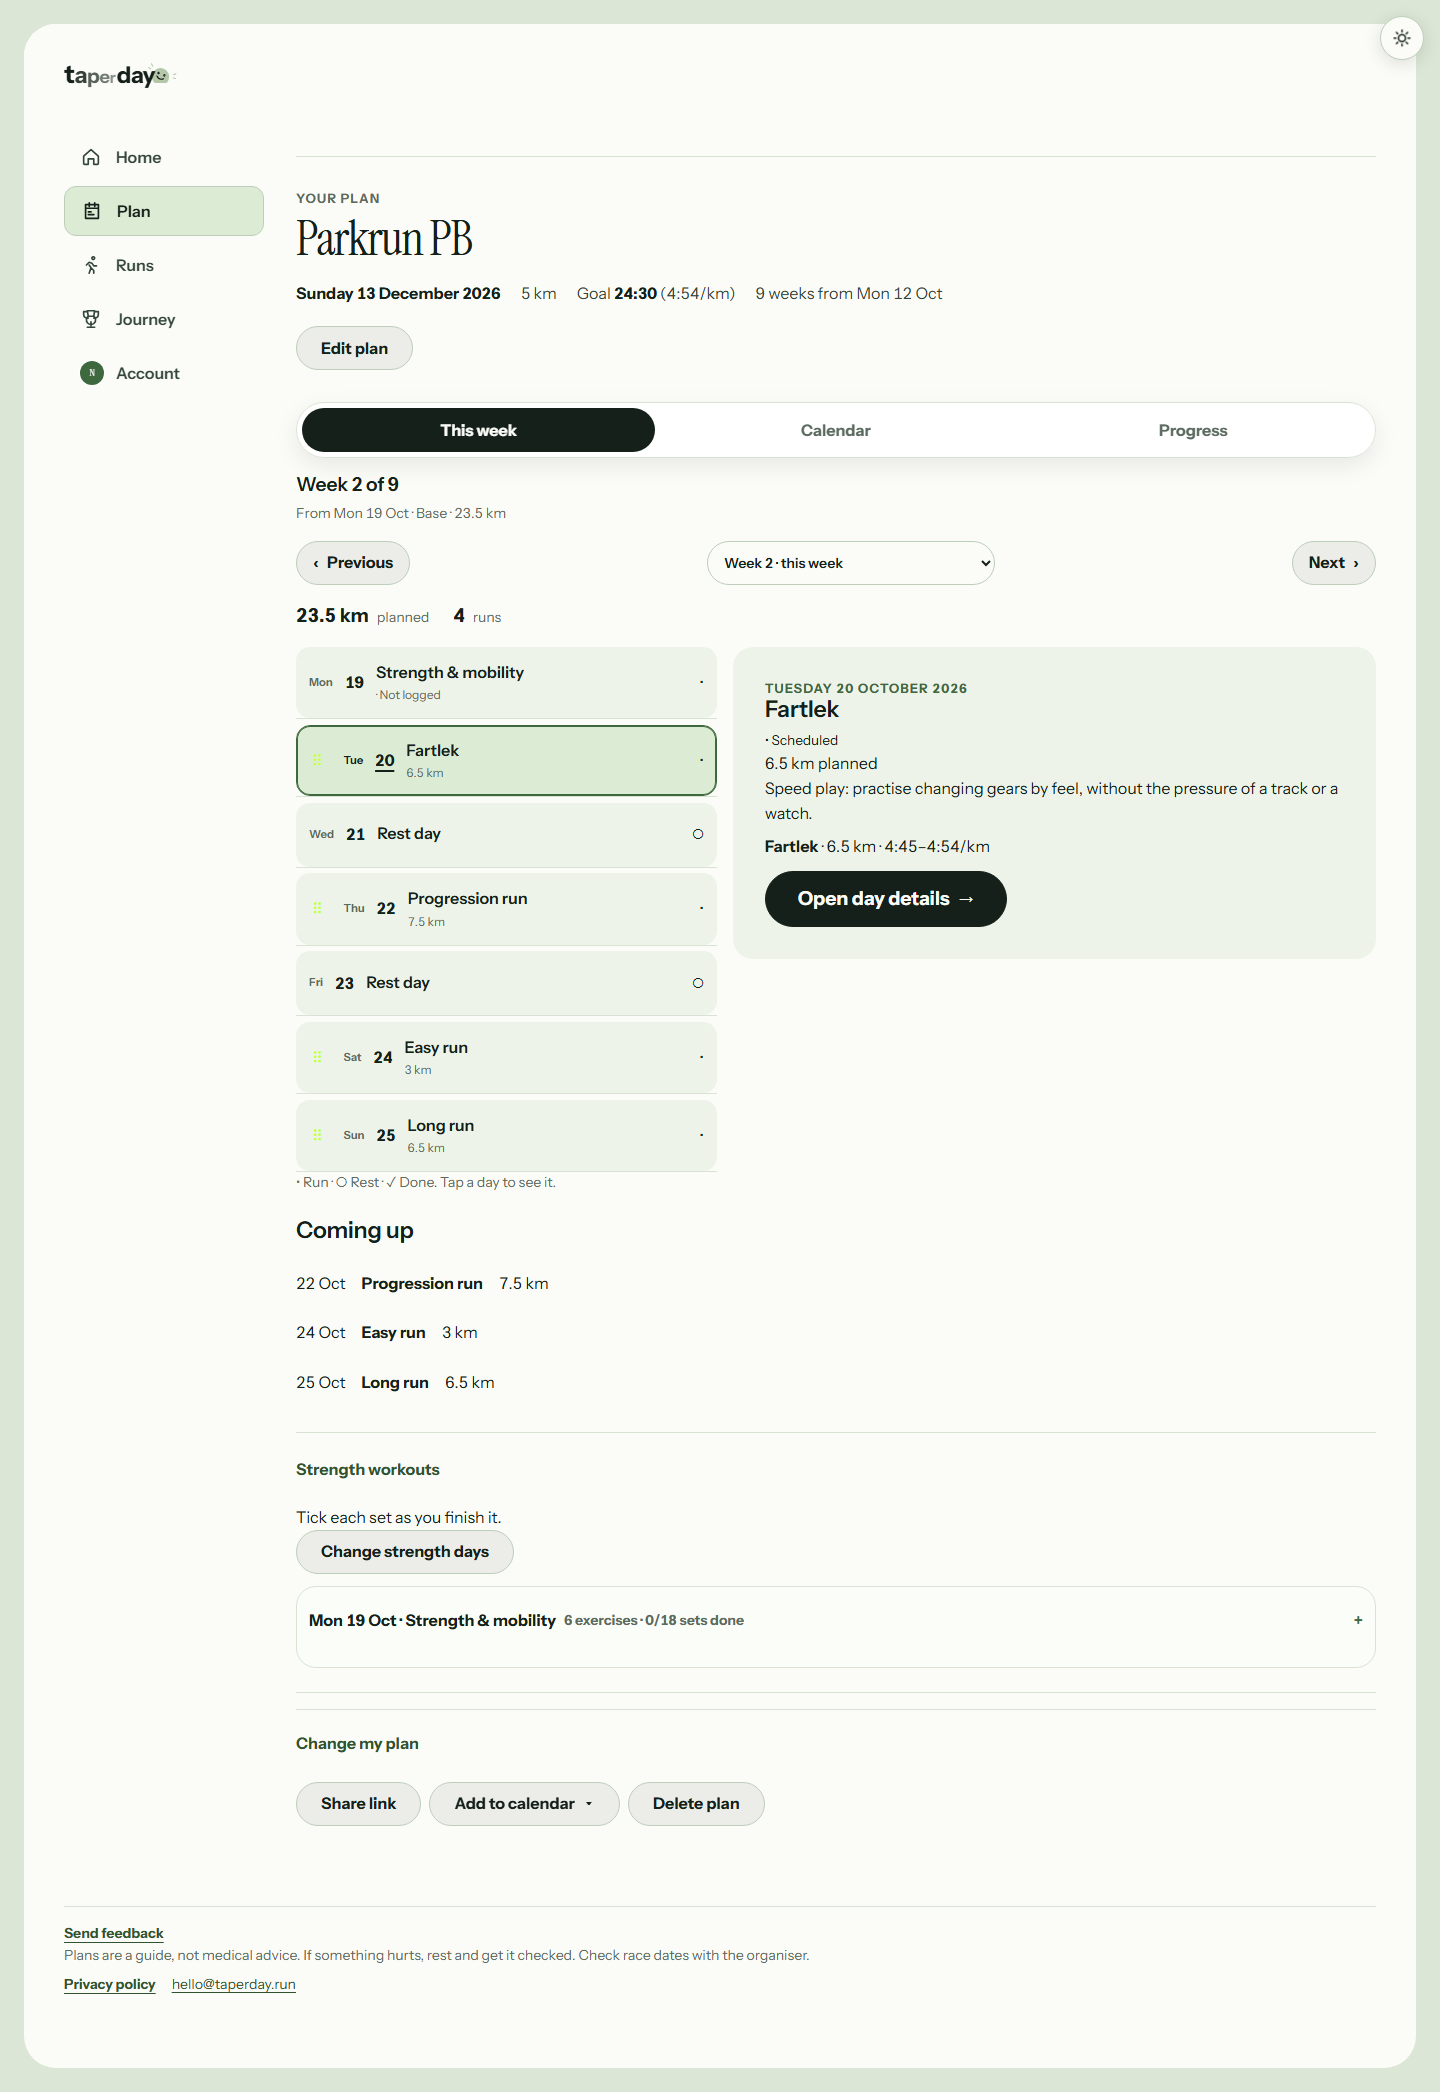 taperday
Home
Plan
Runs
Journey
N
Account
YOUR PLAN
Parkrun PB
Sunday 13 December 2026 5 km Goal 24:30 (4:54/km) 9 weeks from Mon 12 Oct
Edit plan
This week Calendar Progress
Week 2 of 9
From Mon 19 Oct · Base · 23.5 km
‹ Previous Week 2 · this week Next ›
23.5 km planned 4 runs
Mon 19 Strength & mobility ·
· Not logged
Tue 20 Fartlek ·
6.5 km
Wed 21 Rest day ○
Thu 22 Progression run ·
7.5 km
Fri 23 Rest day ○
Sat 24 Easy run ·
3 km
Sun 25 Long run ·
6.5 km
· Run · ○ Rest · ✓ Done. Tap a day to see it.
TUESDAY 20 OCTOBER 2026
Fartlek
· Scheduled
6.5 km planned
Speed play: practise changing gears by feel, without the pressure of a track or a
watch.
Fartlek · 6.5 km · 4:45–4:54/km
Open day details →
Coming up
22 Oct Progression run 7.5 km
24 Oct Easy run 3 km
25 Oct Long run 6.5 km
Strength workouts
Tick each set as you finish it.
Change strength days
Mon 19 Oct · Strength & mobility 6 exercises · 0/18 sets done +
Change my plan
Share link Add to calendar Delete plan
Send feedback
Plans are a guide, not medical advice. If something hurts, rest and get it checked. Check race dates with the organiser.
Privacy policy hello@taperday.run